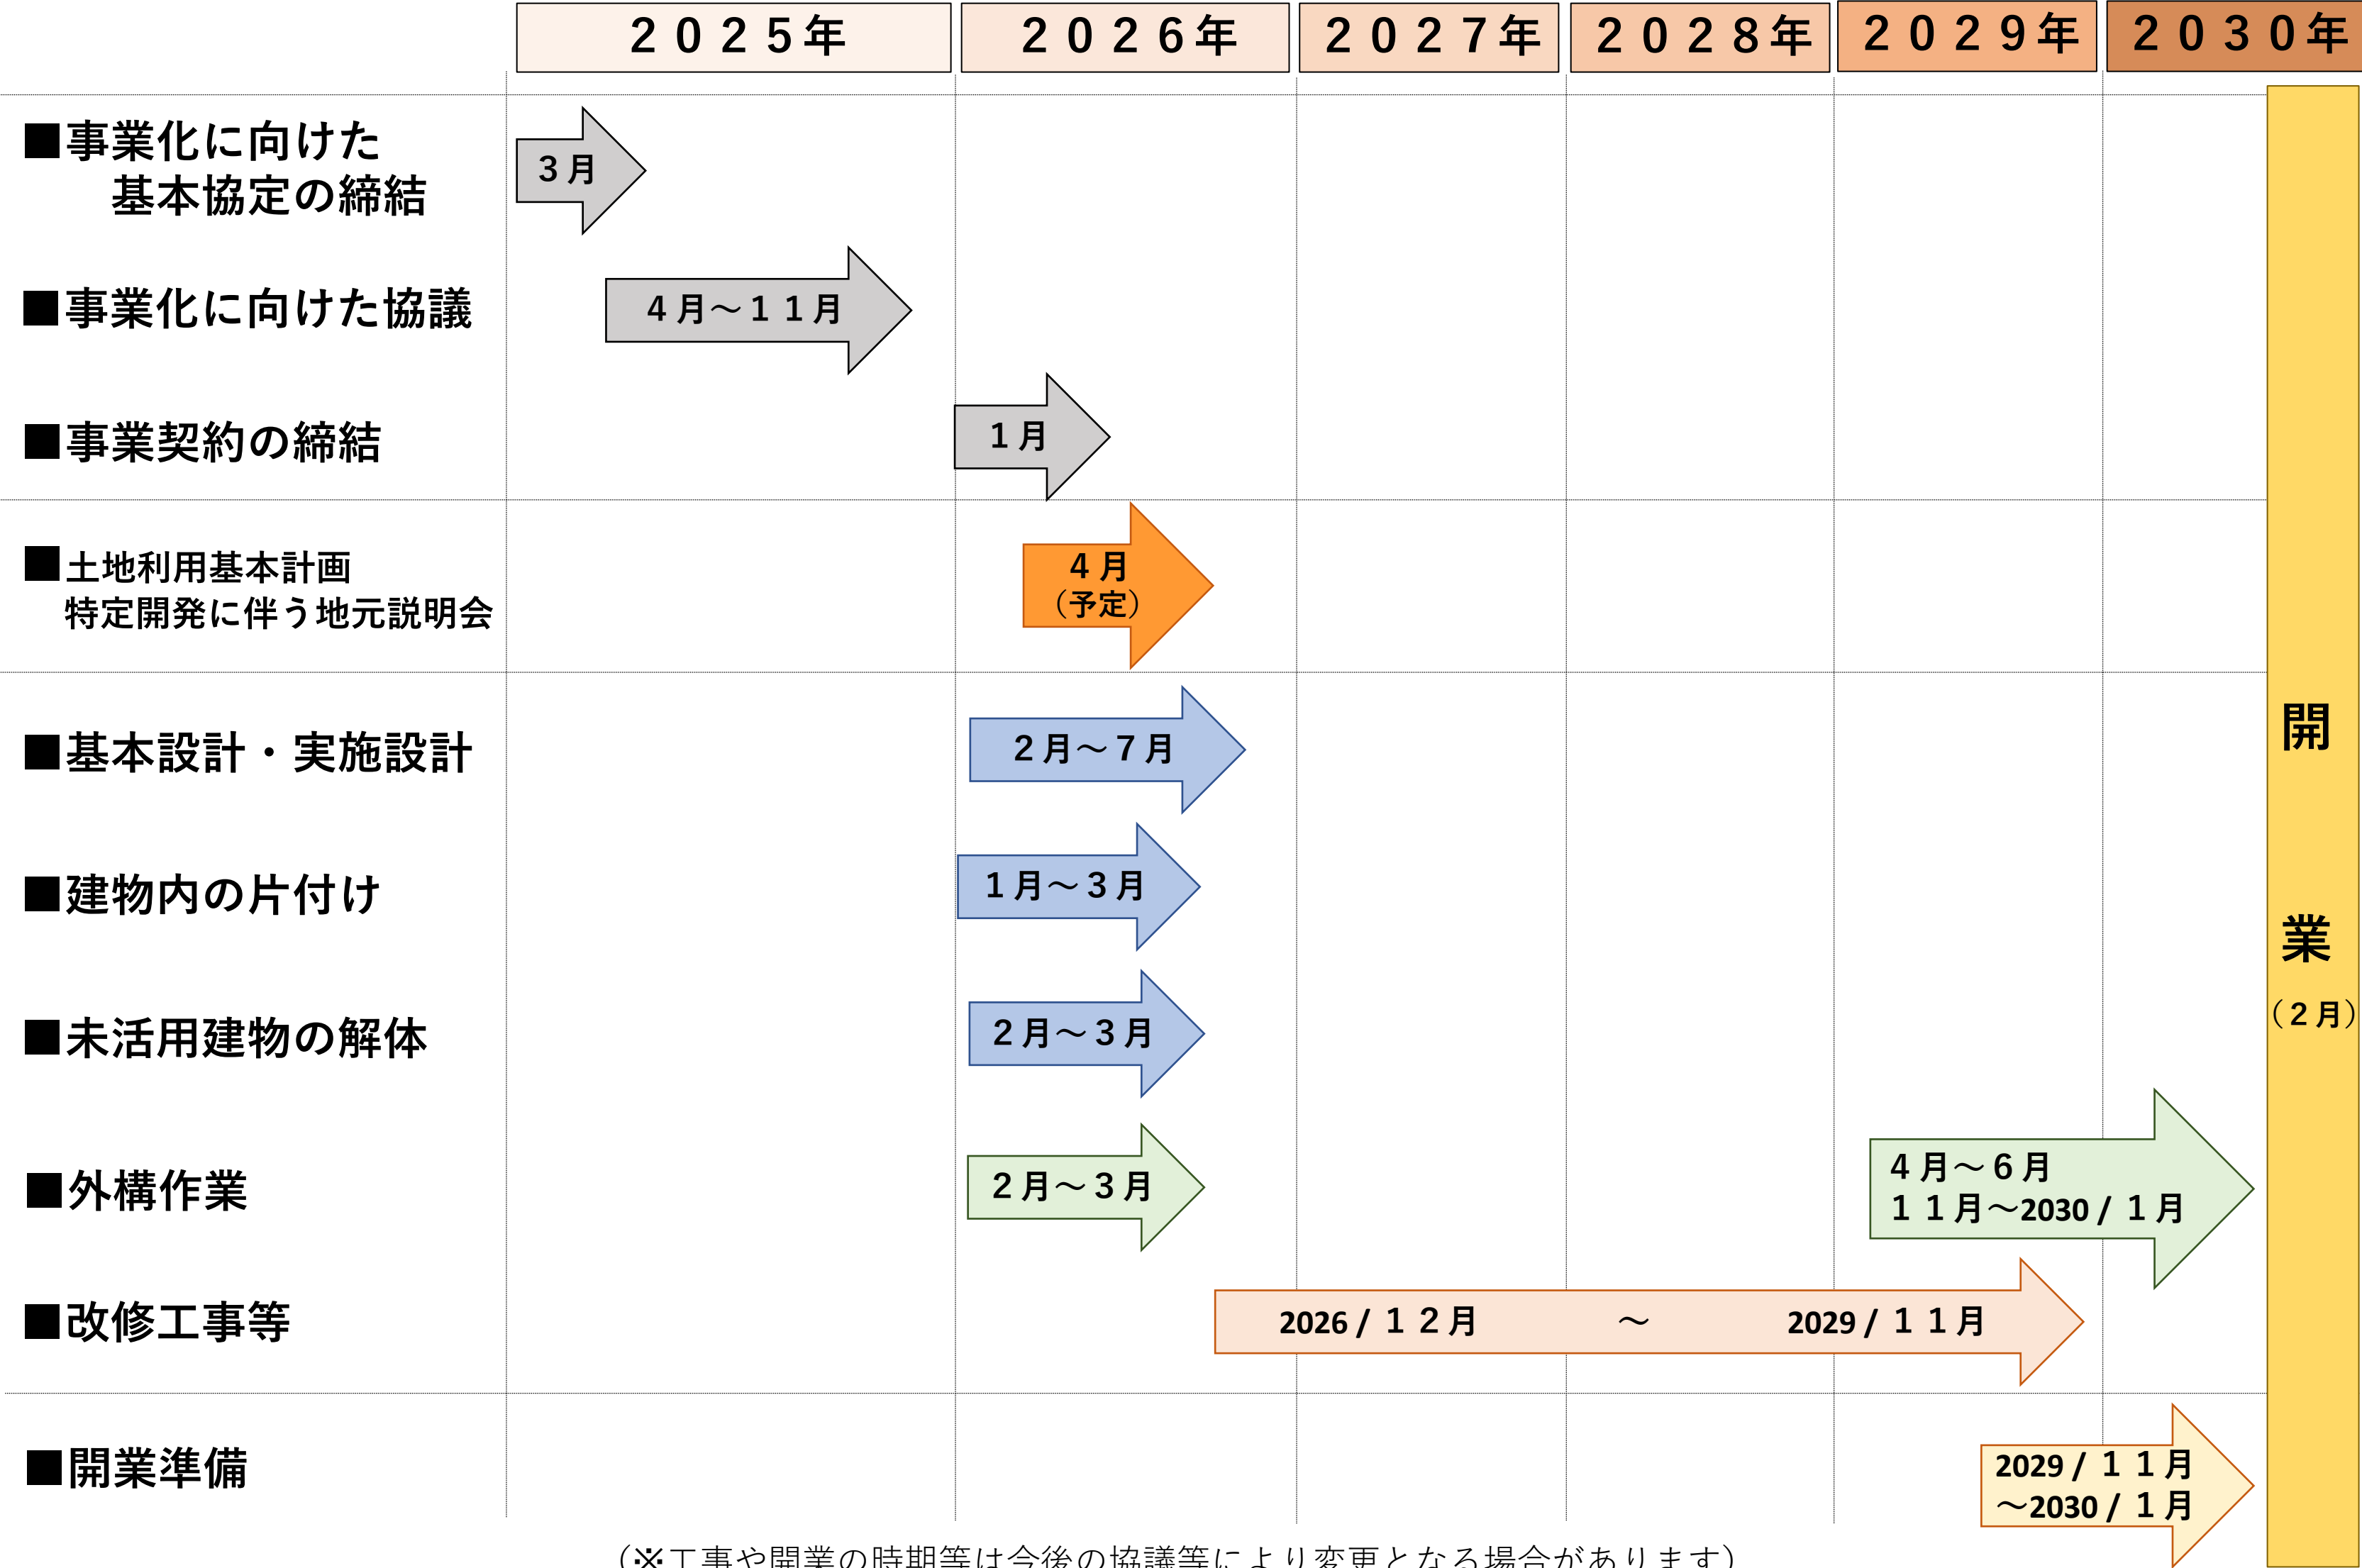 ２０２５年 ２０２６年 ２０２７年 ２０２８年 ２０２９年 ２０３０年
■事業化に向けた
基本協定の締結
３月
■事業化に向けた協議
４月～１１月
■事業契約の締結
１月
■土地利用基本計画
特定開発に伴う地元説明会
４月
（予定）
■基本設計・実施設計
２月～７月
■建物内の片付け
１月～３月
■未活用建物の解体
２月～３月
■外構作業
２月～３月
４月～６月
１１月～2030 / １月
■改修工事等
2026 / １２月 ～ 2029 / １１月
■開業準備
2029 / １１月
～2030 / １月
開
業
（２月）
（※工事や開業の時期等は今後の協議等により変更となる場合があります）